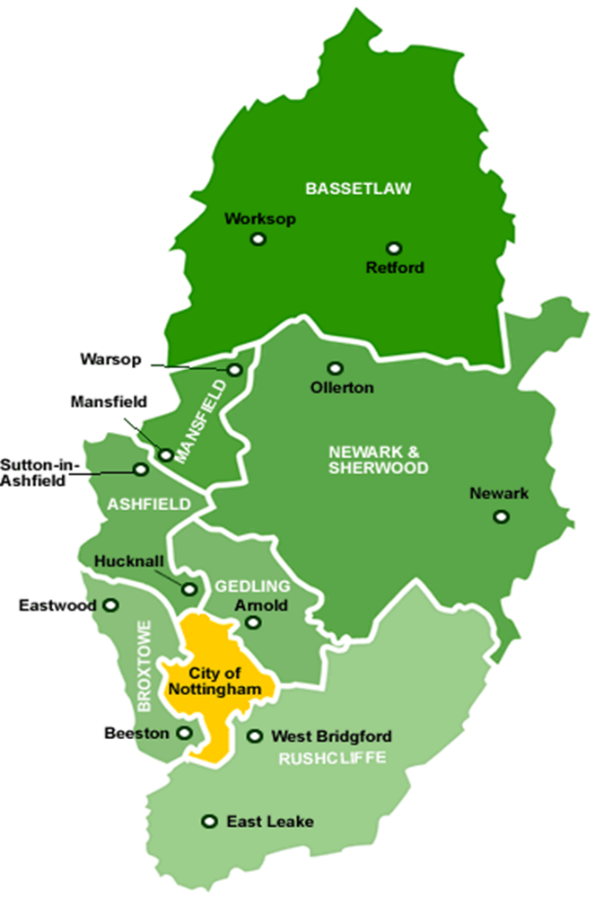 BASSETLAW
Worksop
Retford
Warsop
Ollerton
Mansfield
MANSFIELD
NEWARK &
SHERWOOD
Sutton-in-
Ashfield
Newark
ASHFIELD
Hucknall
GEDLING
Eastwood
Arnold
BROXTOWE
City of
Nottingham
Beeston
West Bridgford
RUSHCLIFFE
East Leake